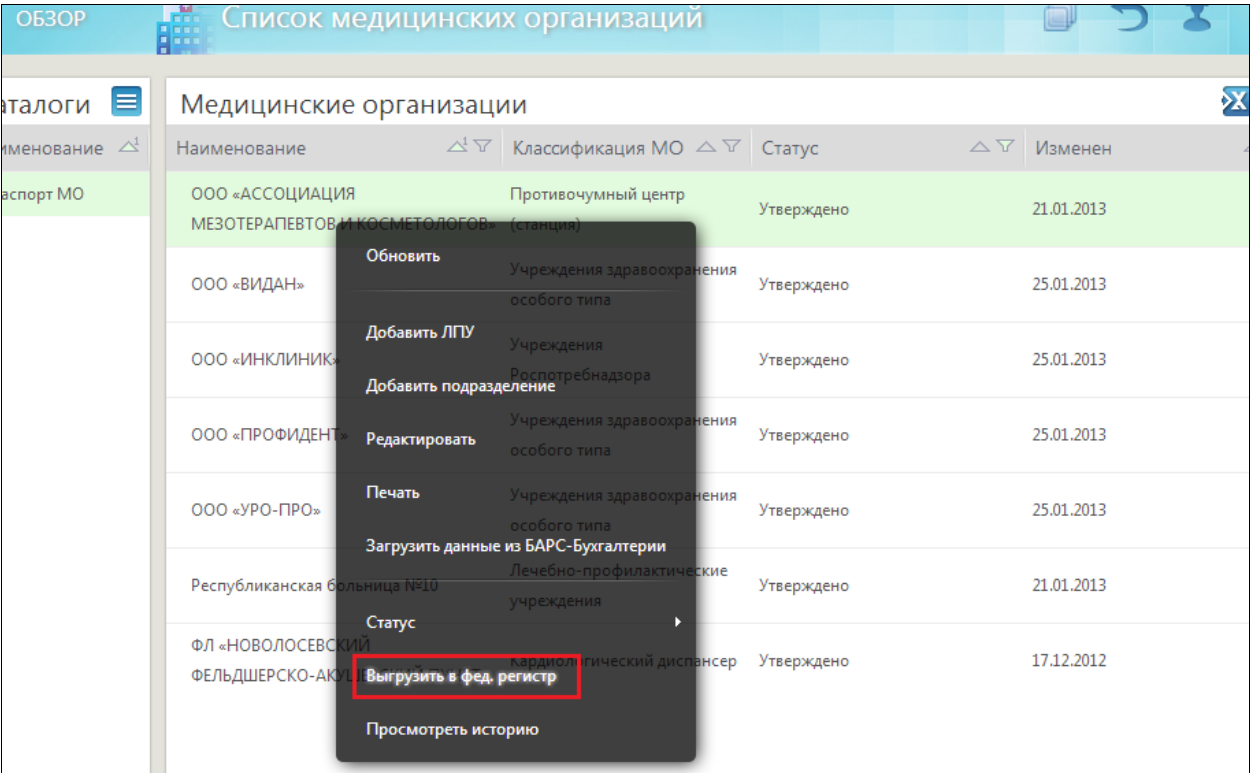 ОБЗОР
Список медицинских организаций
аталоги
Медицинские организации
именование
1
Наименование
1
Классификация МО
Статус
Изменен
аспорт МО
ООО «АССОЦИАЦИЯ
МЕЗОТЕРАПЕВТОВ И КОСМЕТОЛОГОВ»
Противочумный центр
(станция)
Утверждено
21.01.2013
ООО «ВИДАН»
Учреждения здравоохранения
особого типа
Утверждено
25.01.2013
ООО «ИНКЛИНИК»
Учреждения
Роспотребнадзора
Утверждено
25.01.2013
ООО «ПРОФИДЕНТ»
Учреждения здравоохранения
особого типа
Утверждено
25.01.2013
ООО «УРО-ПРО»
Учреждения здравоохранения
особого типа
Утверждено
25.01.2013
Республиканская больница №10
Лечебно-профилактические
учреждения
Утверждено
21.01.2013
ФЛ «НОВОЛОСЕВСКИЙ
ФЕЛЬДШЕРСКО-АКУ
Кардиологический диспансер
Утверждено
17.12.2012
Обновить
Добавить ЛПУ
Добавить подразделение
Редактировать
Печать
Загрузить данные из БАРС-Бухгалтерии
Статус
Выгрузить в фед. регистр
Просмотреть историю